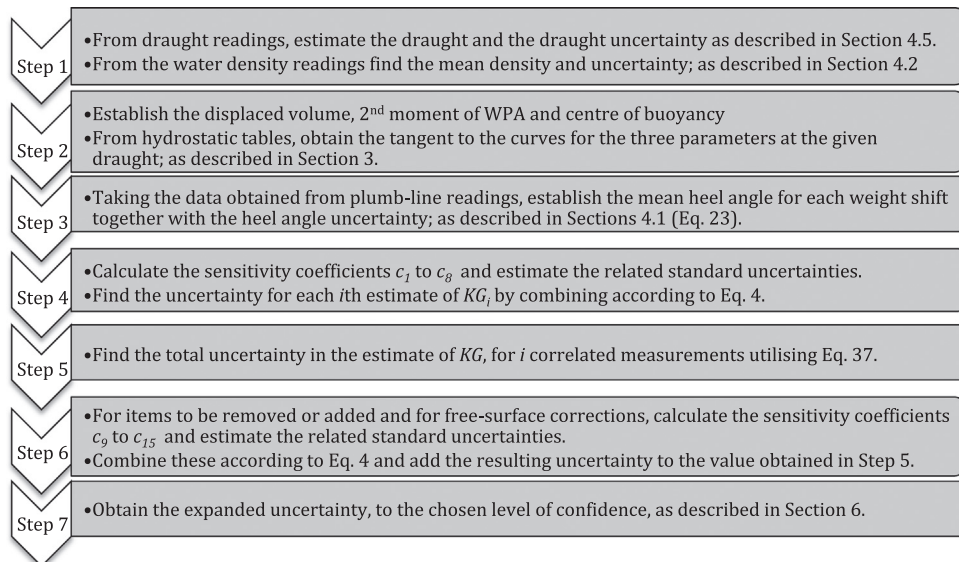 Step 1
•From draught readings, estimate the draught and the draught uncertainty as described in Section 4.5.
•From the water density readings find the mean density and uncertainty; as described in Section 4.2
Step 2
•Establish the displaced volume, 2nd moment of WPA and centre of buoyancy
•From hydrostatic tables, obtain the tangent to the curves for the three parameters at the given
draught; as described in Section 3.
Step 3
•Taking the data obtained from plumb-line readings, establish the mean heel angle for each weight shift
together with the heel angle uncertainty; as described in Sections 4.1 (Eq. 23).
Step 4
•Calculate the sensitivity coefficients c1 to c8 and estimate the related standard uncertainties.
•Find the uncertainty for each ith estimate of KGi by combining according to Eq. 4.
Step 5
•Find the total uncertainty in the estimate of KG, for i correlated measurements utilising Eq. 37.
Step 6
•For items to be removed or added and for free-surface corrections, calculate the sensitivity coefficients
c9 to c15 and estimate the related standard uncertainties.
•Combine these according to Eq. 4 and add the resulting uncertainty to the value obtained in Step 5.
Step 7
•Obtain the expanded uncertainty, to the chosen level of confidence, as described in Section 6.